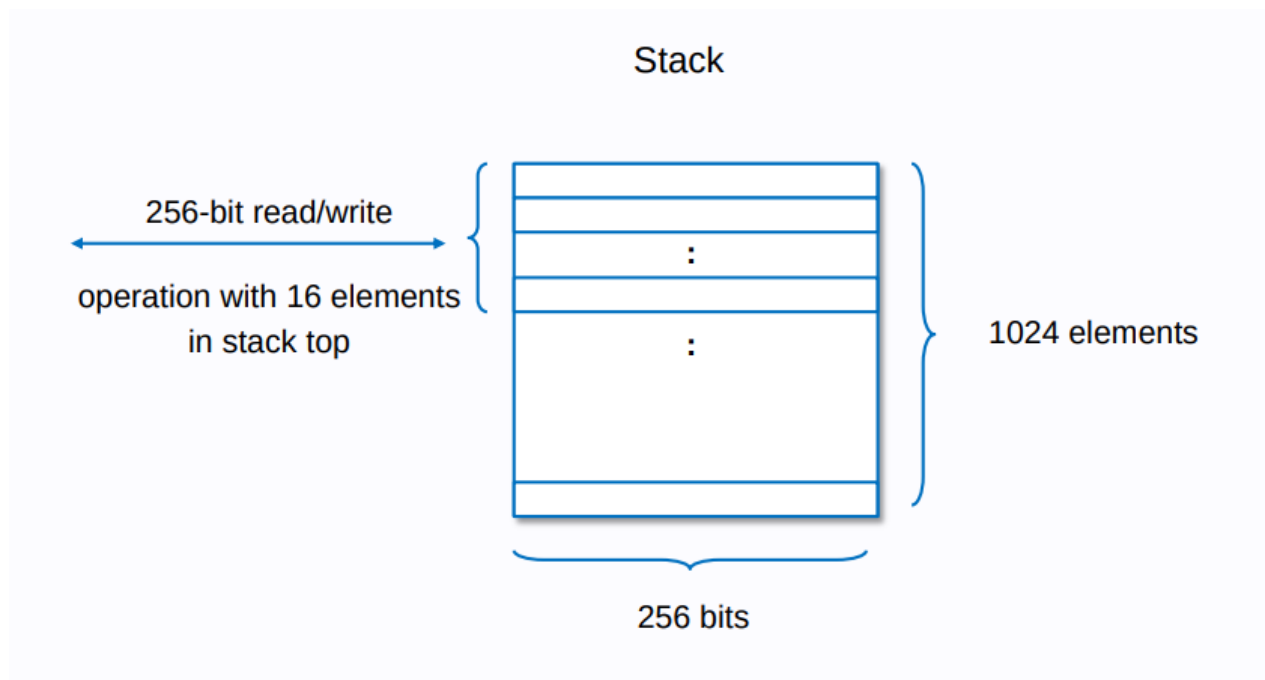 Stack
256-bit read/write
operation with 16 elements
in stack top
:
:
1024 elements
256 bits